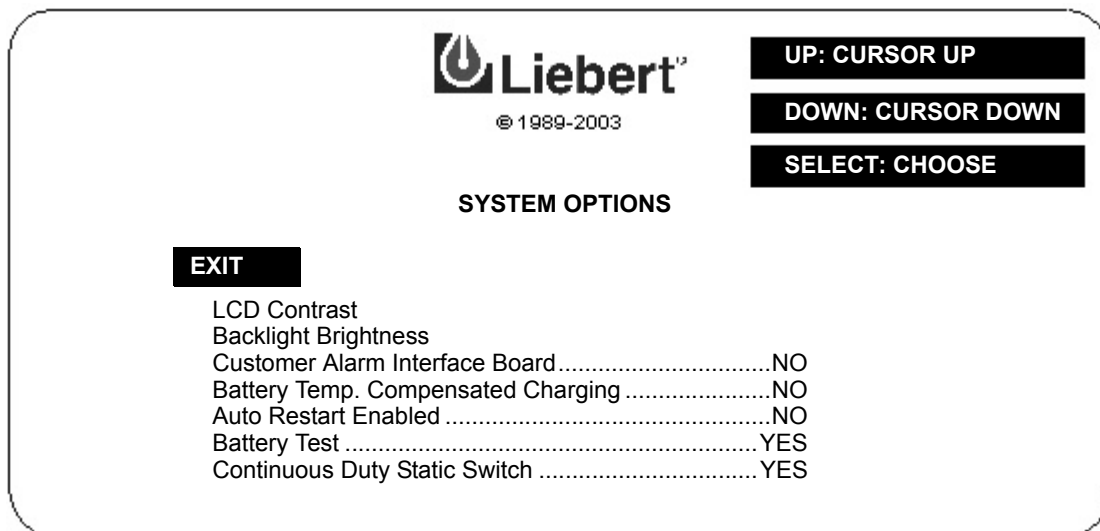 Liebert™
© 1989-2003
UP: CURSOR UP
DOWN: CURSOR DOWN
SELECT: CHOOSE
SYSTEM OPTIONS
EXIT
LCD Contrast
Backlight Brightness
Customer Alarm Interface Board..............................NO
Battery Temp. Compensated Charging .....................NO
Auto Restart Enabled ..............................................NO
Battery Test ..........................................................YES
Continuous Duty Static Switch ...............................YES